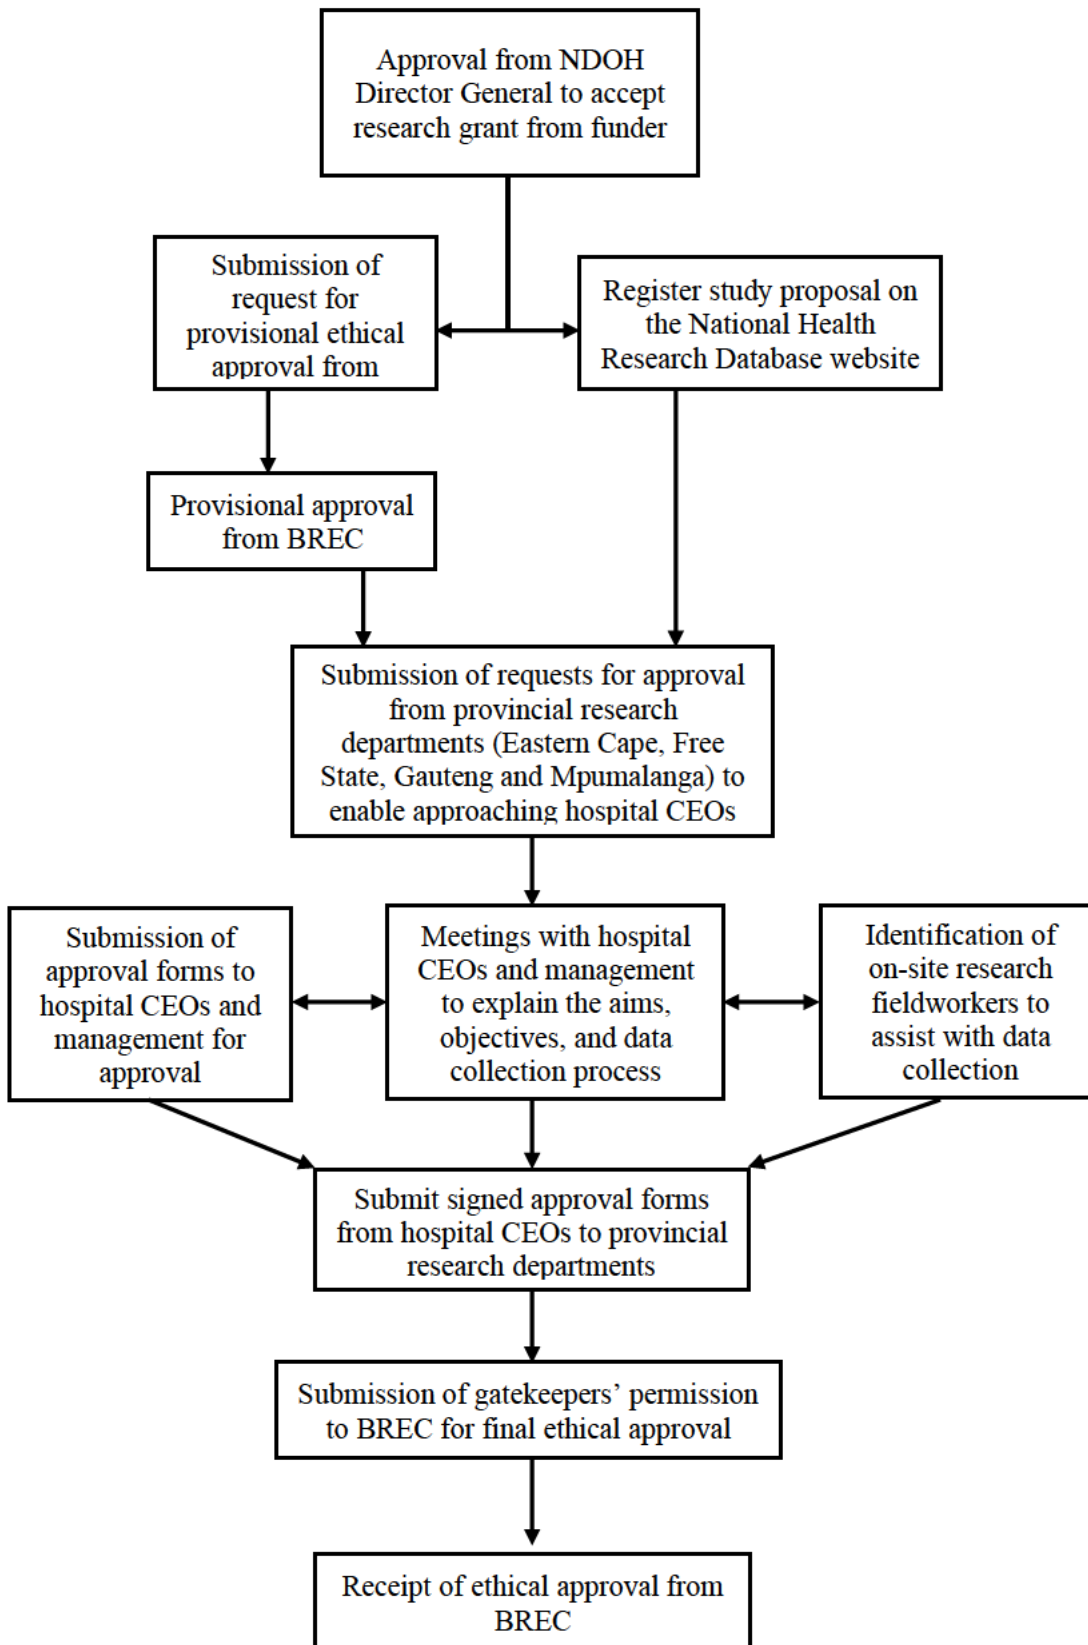 Approval from NDOH
Director General to accept
research grant from funder
Submission of
request for
provisional ethical
approval from
Register study proposal on
the National Health
Research Database website
Provisional approval
from BREC
Submission of requests for approval
from provincial research
departments (Eastern Cape, Free
State, Gauteng and Mpumalanga) to
enable approaching hospital CEOs
Submission of
approval forms to
hospital CEOs and
management for
approval
Meetings with hospital
CEOs and management
to explain the aims,
objectives, and data
collection process
Identification of
on-site research
fieldworkers to
assist with data
collection
Submit signed approval forms
from hospital CEOs to provincial
research departments
Submission of gatekeepers’ permission
to BREC for final ethical approval
Receipt of ethical approval from
BREC